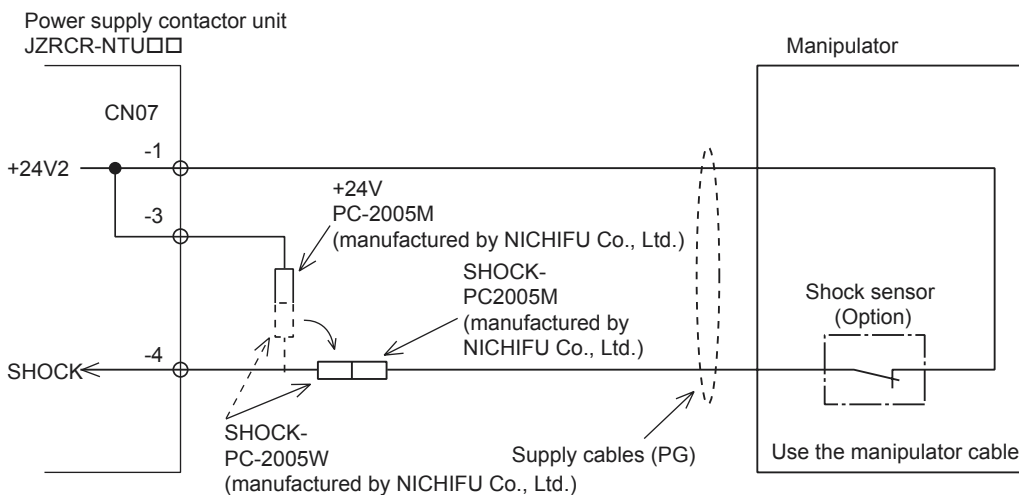 Power supply contactor unit
JZRCR-NTU□□
Manipulator
CN07
-1
+24V2
+24V
PC-2005M
(manufactured by NICHIFU Co., Ltd.)
-3
SHOCK-
PC2005M
(manufactured by
NICHIFU Co., Ltd.)
Shock sensor
(Option)
-4
SHOCK
SHOCK-
PC-2005W
(manufactured by NICHIFU Co., Ltd.)
Supply cables (PG)
Use the manipulator cable